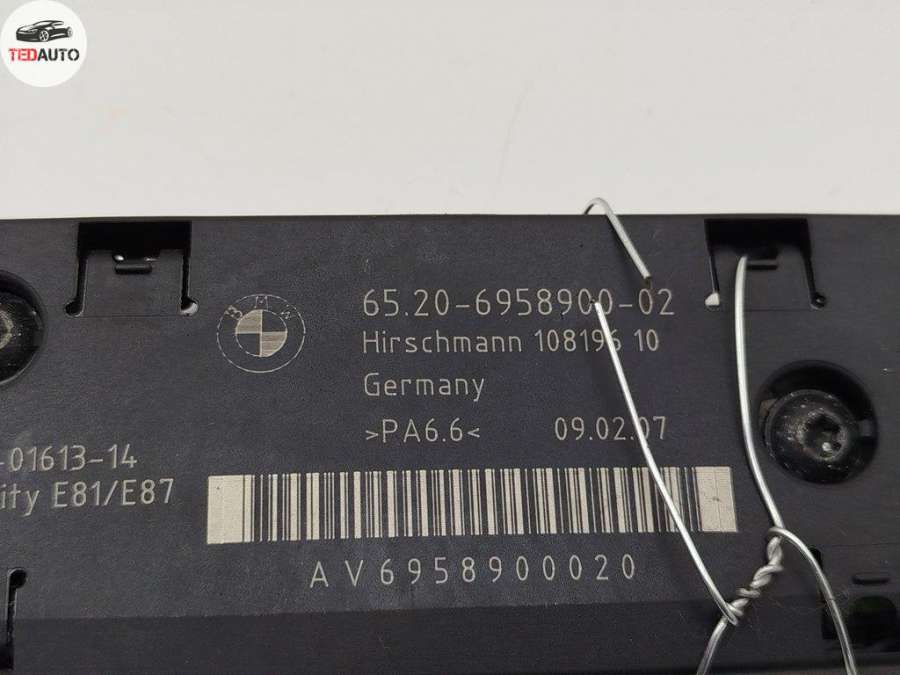 TEDAUTO
BMW
65.20-6958900-02
Hirschmann 108196 10
Germany
>PA6.6< 09.02.07
-01613-14
ity E81/E87
AV6958900020